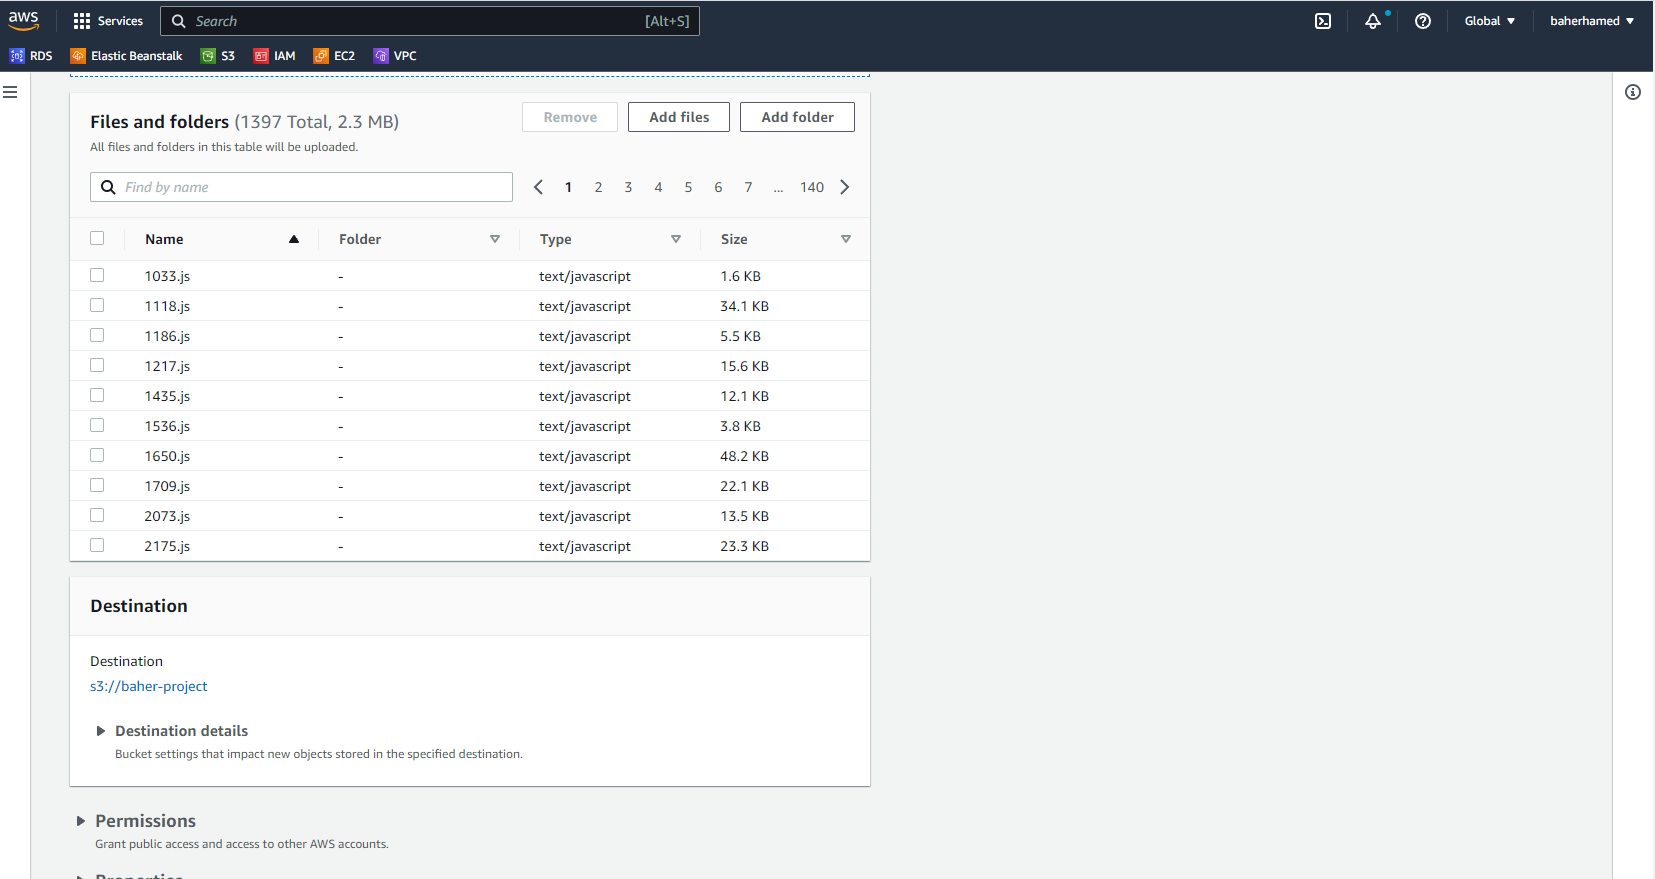 aws Services Search [Alt+S] Global baherhamed
RDS Elastic Beanstalk S3 IAM EC2 VPC
Files and folders (1397 Total, 2.3 MB) Remove Add files Add folder
All files and folders in this table will be uploaded.
Find by name 1 2 3 4 5 6 7 ... 140
Name Folder Type Size
1033.js - text/javascript 1.6 KB
1118.js - text/javascript 34.1 KB
1186.js - text/javascript 5.5 KB
1217.js - text/javascript 15.6 KB
1435.js - text/javascript 12.1 KB
1536.js - text/javascript 3.8 KB
1650.js - text/javascript 48.2 KB
1709.js - text/javascript 22.1 KB
2073.js - text/javascript 13.5 KB
2175.js - text/javascript 23.3 KB
Destination
Destination
s3://baher-project
Destination details
Bucket settings that impact new objects stored in the specified destination.
Permissions
Grant public access and access to other AWS accounts.
Properties